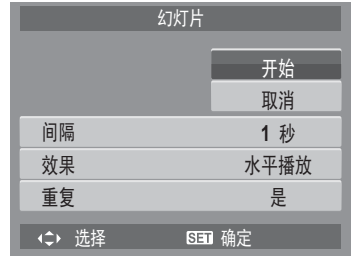 幻灯片
开始
取消
间隔 1 秒
效果 水平播放
重复 是
选择 SET 确定